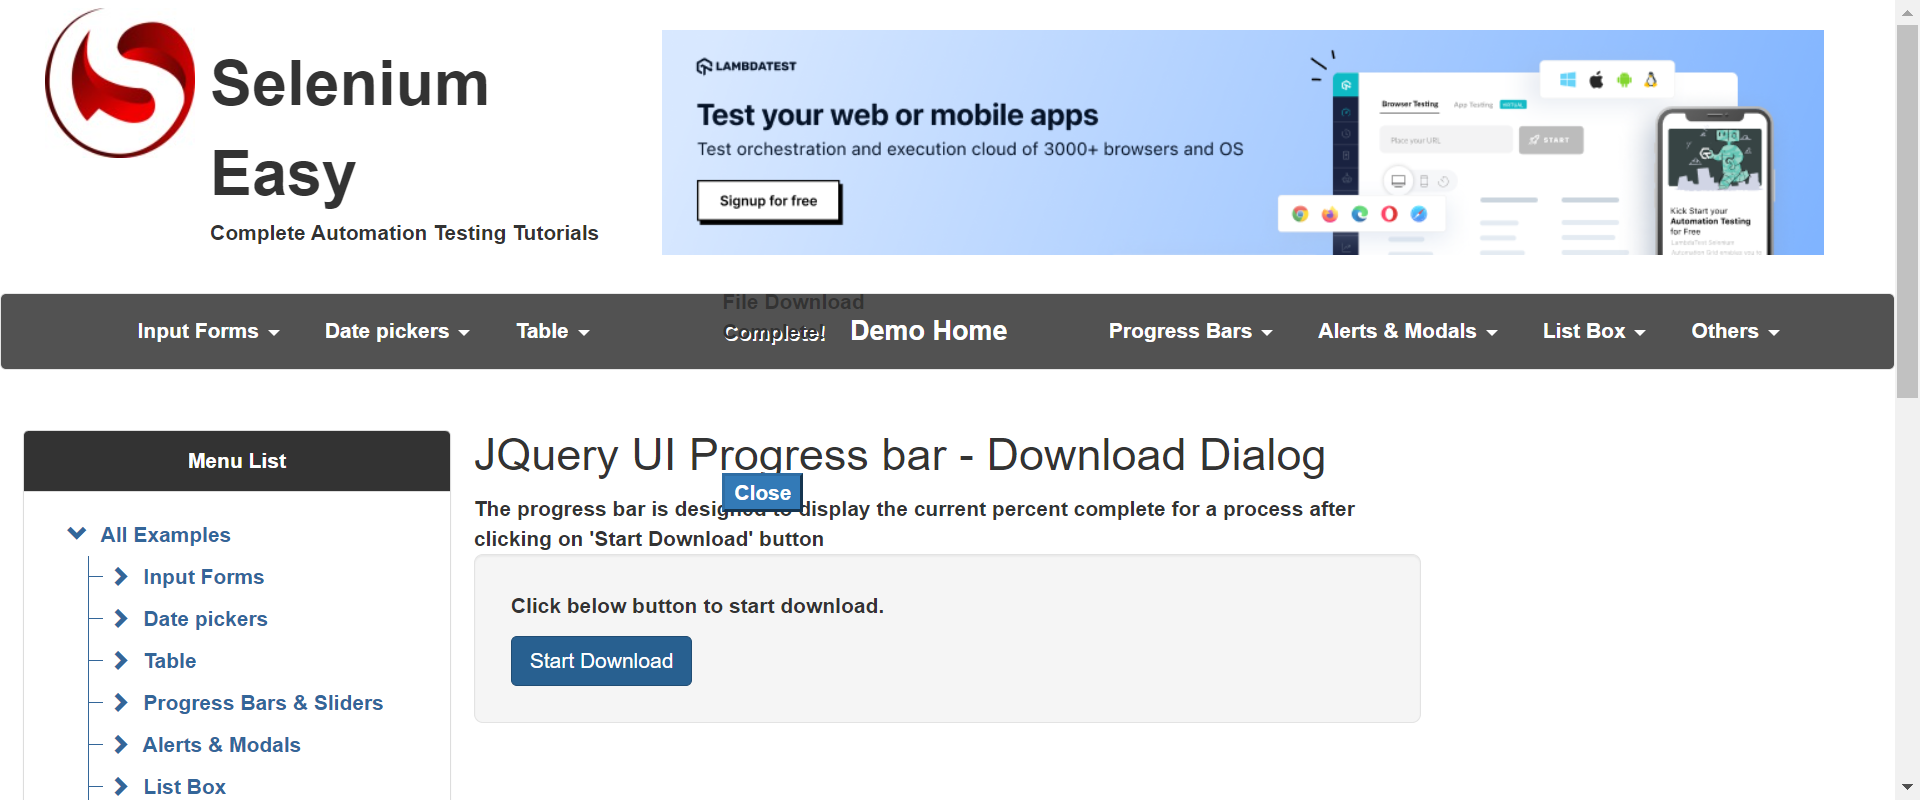 Selenium
Easy
Complete Automation Testing Tutorials
LAMBDATEST
Test your web or mobile apps
Test orchestration and execution cloud of 3000+ browsers and OS
Signup for free
Browser Testing
App Testing
VIRTUAL
Place your URL
START
Kick Start your
Automation Testing
for Free
LambdaTest Selenium
File Download
Complete!
Input Forms
Date pickers
Table
Demo Home
Progress Bars
Alerts & Modals
List Box
Others
Menu List
All Examples
Input Forms
Date pickers
Table
Progress Bars & Sliders
Alerts & Modals
List Box
JQuery UI Progress bar - Download Dialog
Close
The progress bar is designed to display the current percent complete for a process after
clicking on 'Start Download' button
Click below button to start download.
Start Download